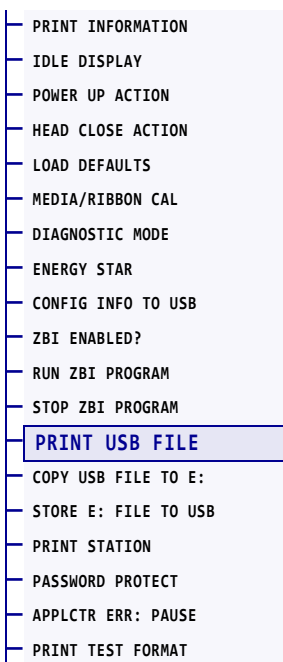 PRINT INFORMATION
IDLE DISPLAY
POWER UP ACTION
HEAD CLOSE ACTION
LOAD DEFAULTS
MEDIA/RIBBON CAL
DIAGNOSTIC MODE
ENERGY STAR
CONFIG INFO TO USB
ZBI ENABLED?
RUN ZBI PROGRAM
STOP ZBI PROGRAM
PRINT USB FILE
COPY USB FILE TO E:
STORE E: FILE TO USB
PRINT STATION
PASSWORD PROTECT
APPLCTR ERR: PAUSE
PRINT TEST FORMAT